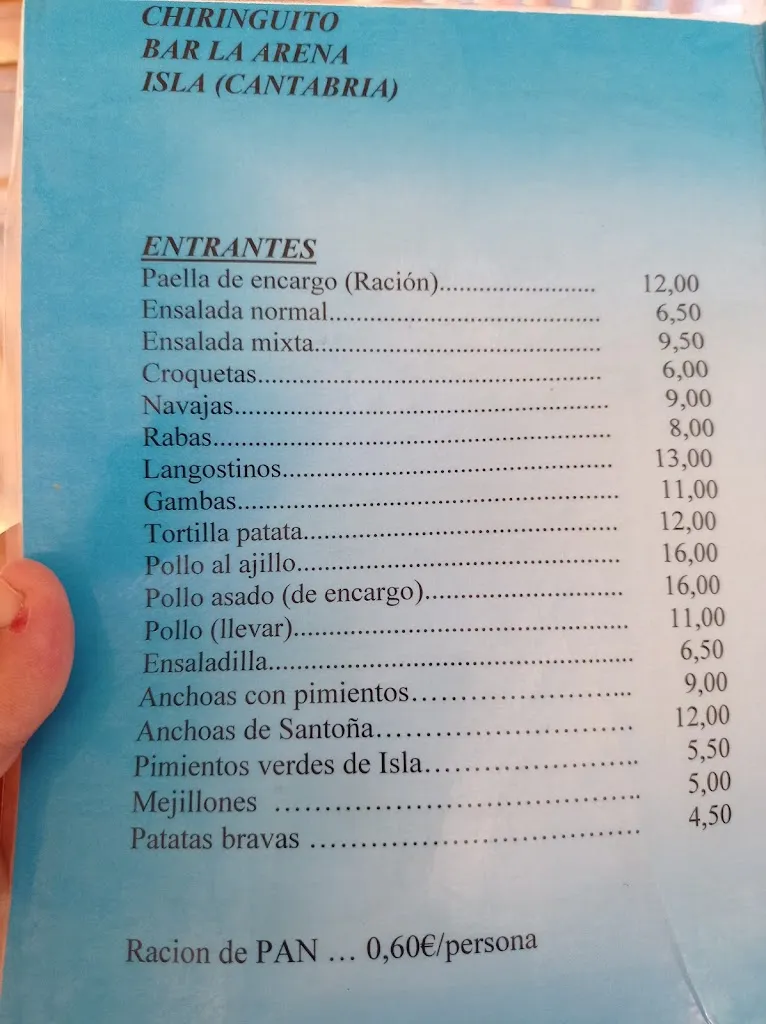 CHIRINGUITO
BAR LA ARENA
ISLA (CANTABRIA)
ENTRANTES
Paella de encargo (Ración)............................ 12,00
Ensalada normal............................................... 6,50
Ensalada mixta.................................................. 9,50
Croquetas............................................................ 6,00
Navajas................................................................ 9,00
Rabas................................................................... 8,00
Langostinos........................................................ 13,00
Gambas................................................................ 11,00
Tortilla patata...................................................... 12,00
Pollo al ajillo....................................................... 16,00
Pollo asado (de encargo)................................... 16,00
Pollo (llevar)........................................................ 11,00
Ensaladilla........................................................... 6,50
Anchoas con pimientos……………………... 9,00
Anchoas de Santoña………………………… 12,00
Pimientos verdes de Isla…………………….. 5,50
Mejillones ………………………………….. 5,00
Patatas bravas ……………………………… 4,50
Racion de PAN … 0,60€/persona